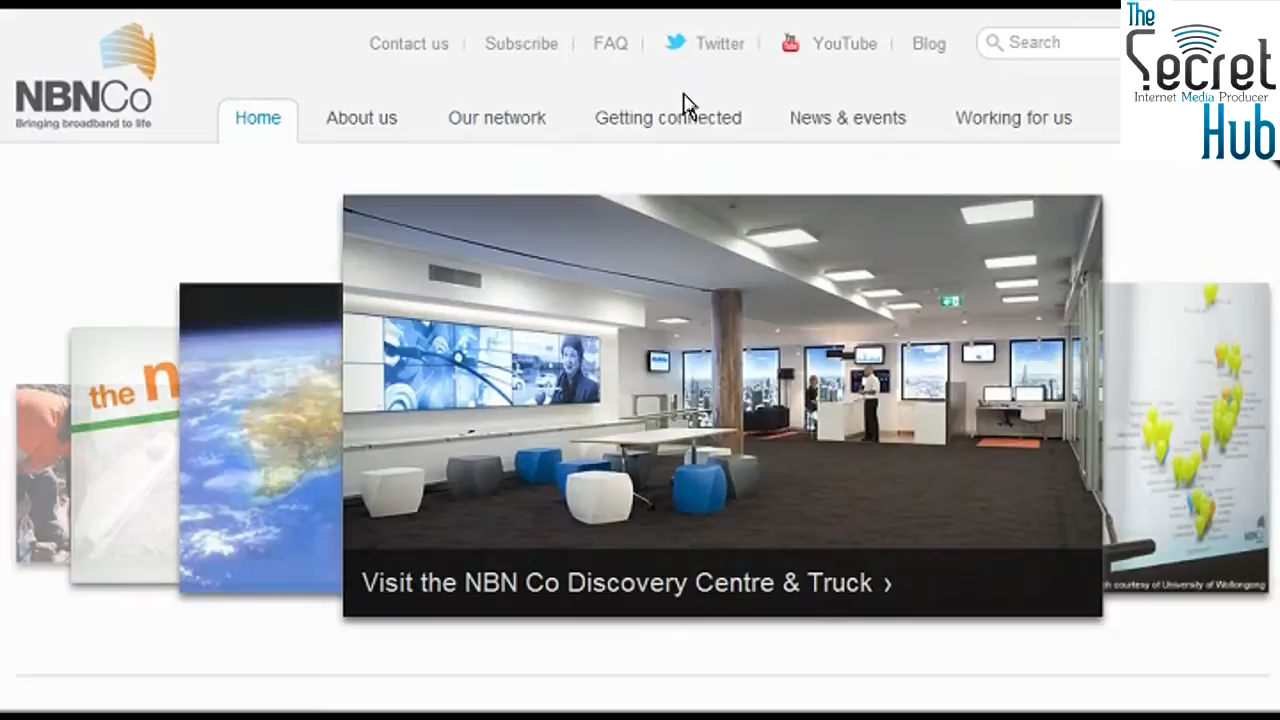 The
Secret
Internet Media Producer
Hub
Contact us
Subscribe
FAQ
Twitter
YouTube
Blog
Search
NBNCo
Bringing broadband to life
Home
About us
Our network
Getting connected
News & events
Working for us
the n
Visit the NBN Co Discovery Centre & Truck ›
courtesy of University of Wollongong